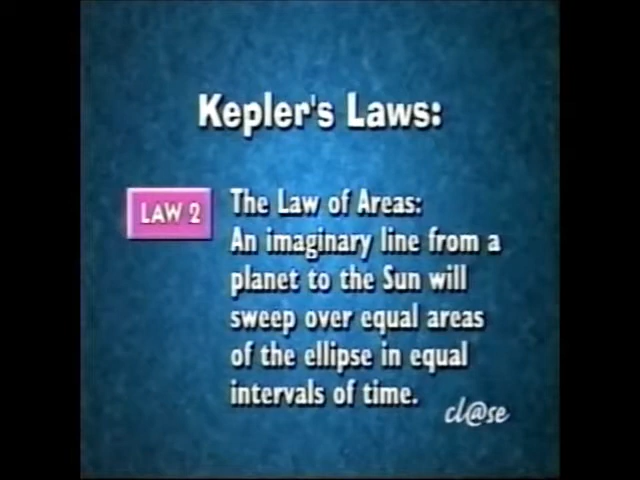 Kepler's Laws:
LAW 2
The Law of Areas:
An imaginary line from a
planet to the Sun will
sweep over equal areas
of the ellipse in equal
intervals of time.
cl@se